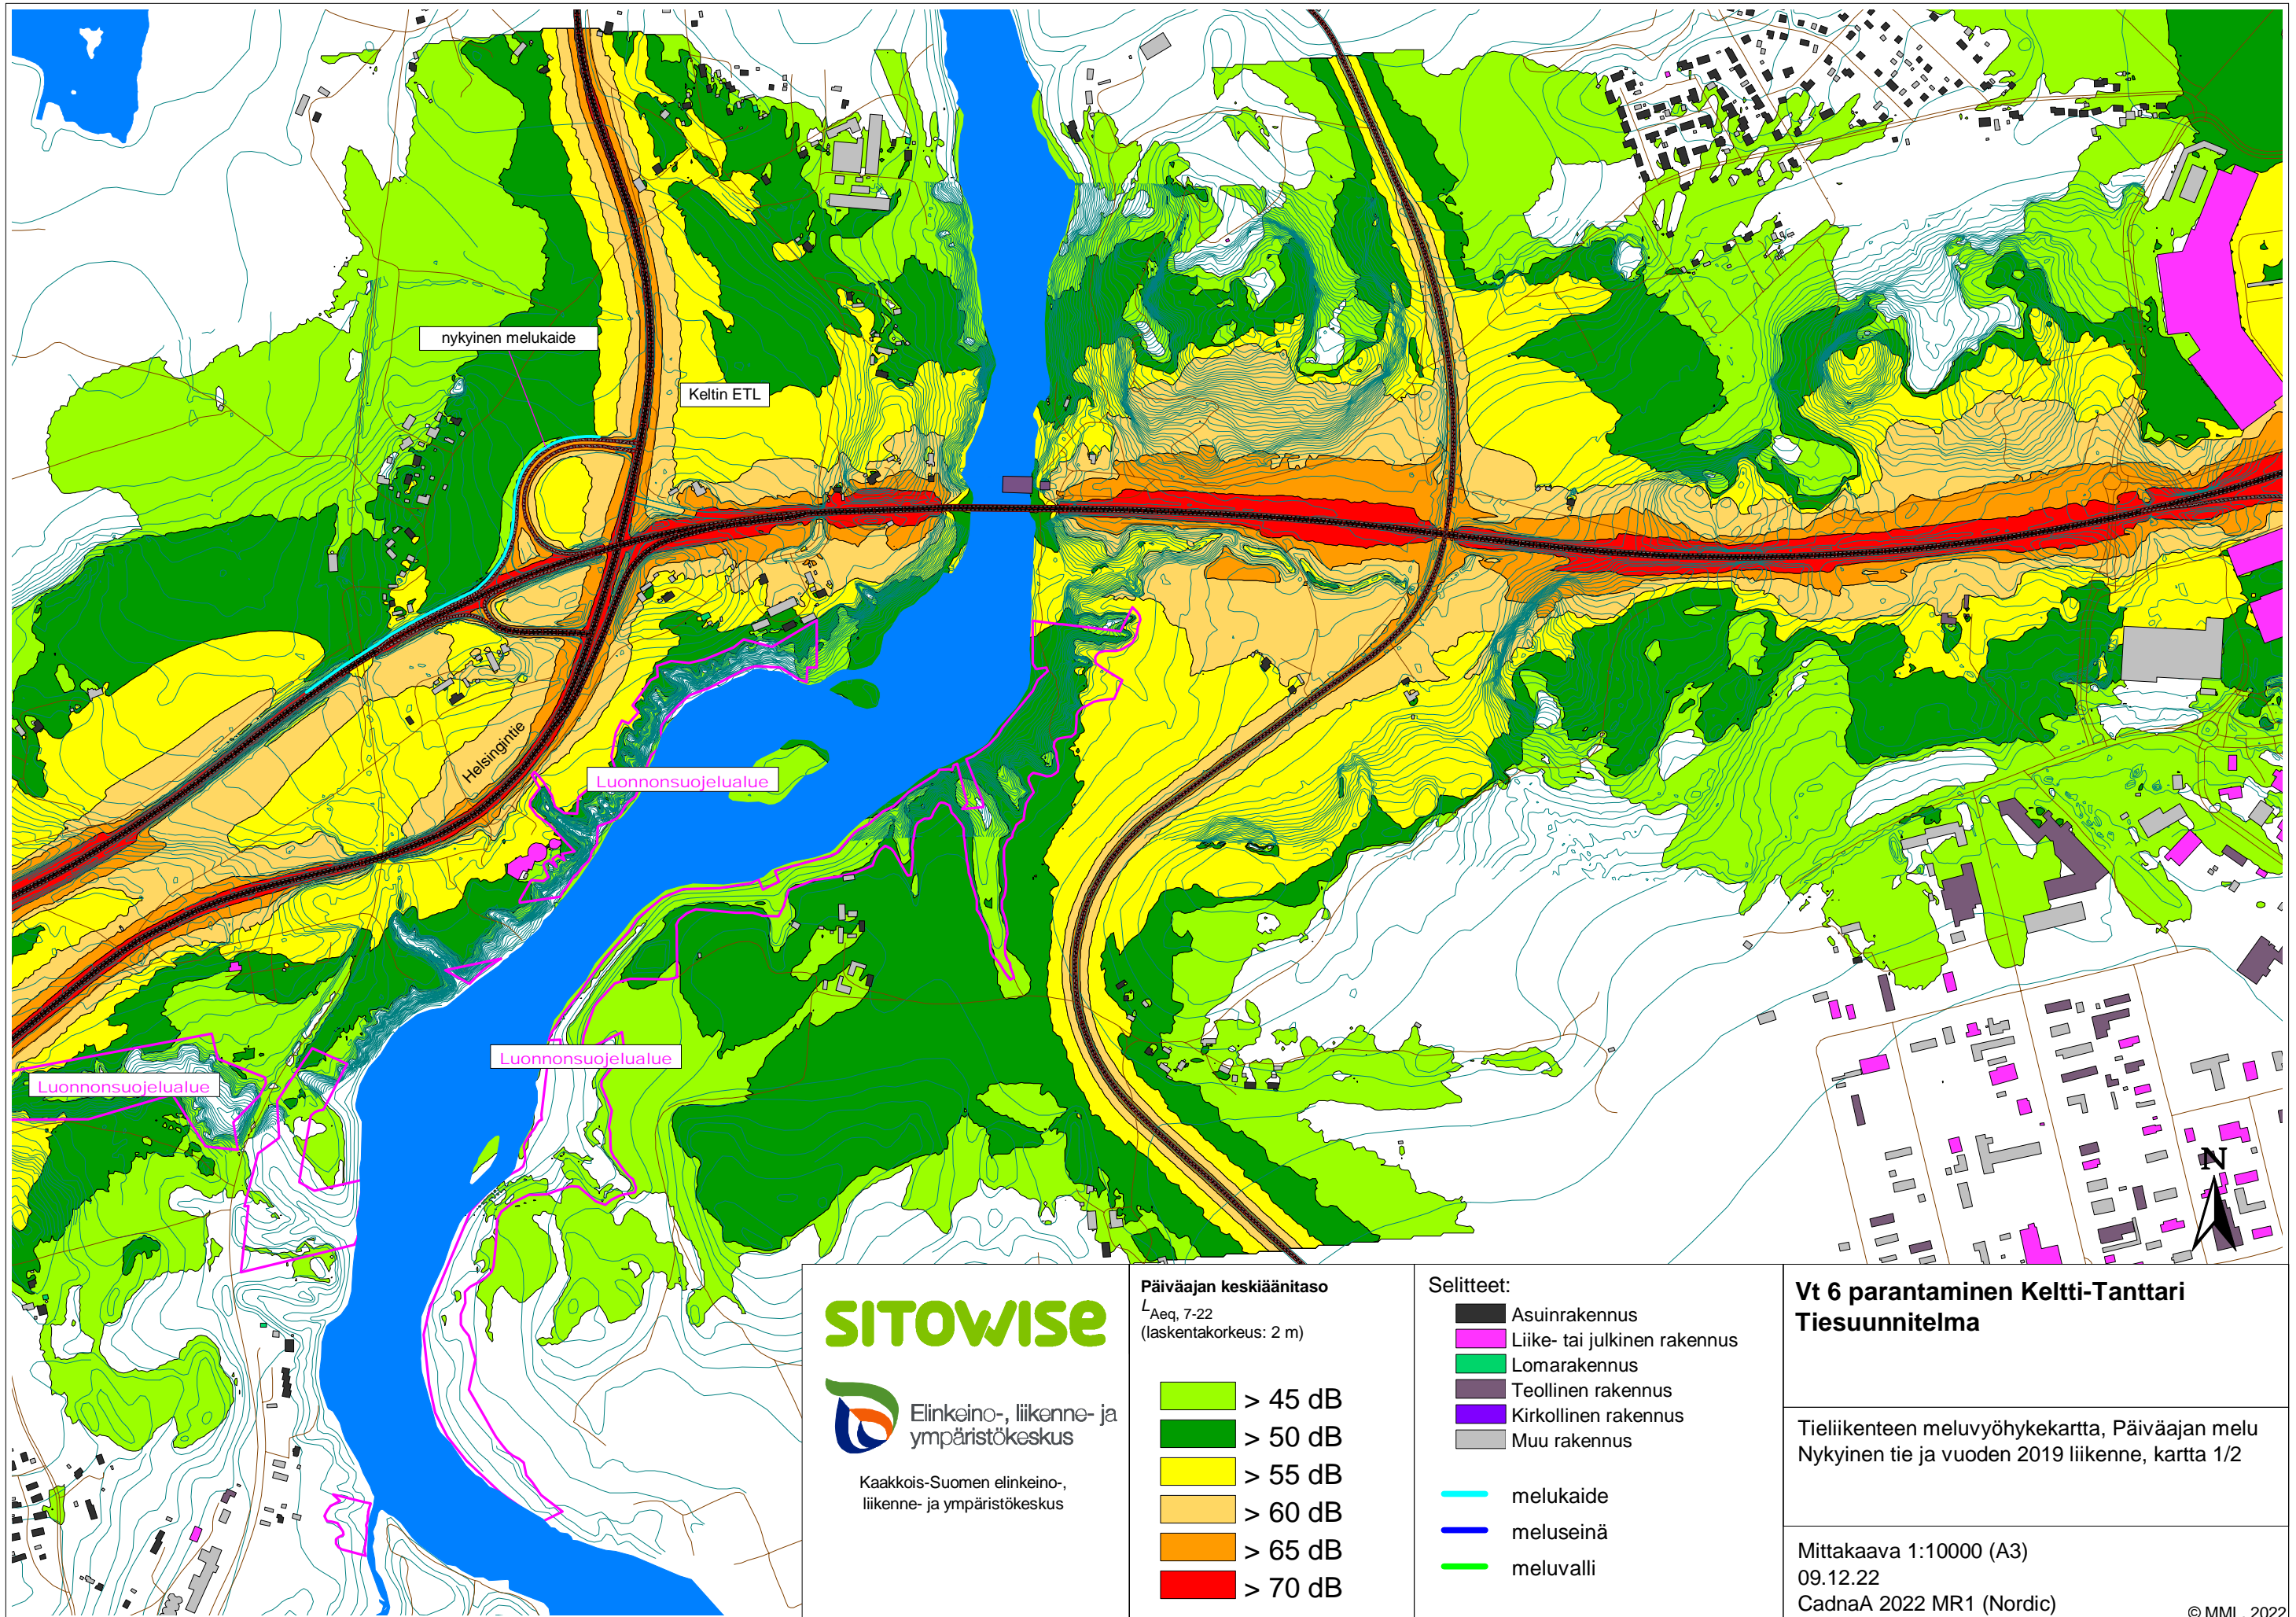 nykyinen melukaide
Keltin ETL
Helsingintie
Luonnonsuojelualue
Luonnonsuojelualue
Luonnonsuojelualue
N
SITOWISE
Elinkeino-, liikenne- ja
ympäristökeskus
Kaakkois-Suomen elinkeino-,
liikenne- ja ympäristökeskus
Päiväajan keskiäänitaso
LAeq, 7-22
(laskentakorkeus: 2 m)
> 45 dB
> 50 dB
> 55 dB
> 60 dB
> 65 dB
> 70 dB
Selitteet:
Asuinrakennus
Liike- tai julkinen rakennus
Lomarakennus
Teollinen rakennus
Kirkollinen rakennus
Muu rakennus
melukaide
meluseinä
meluvalli
Vt 6 parantaminen Keltti-Tanttari
Tiesuunnitelma
Tieliikenteen meluvyöhykekartta, Päiväajan melu
Nykyinen tie ja vuoden 2019 liikenne, kartta 1/2
Mittakaava 1:10000 (A3)
09.12.22
CadnaA 2022 MR1 (Nordic)
© MML, 2022